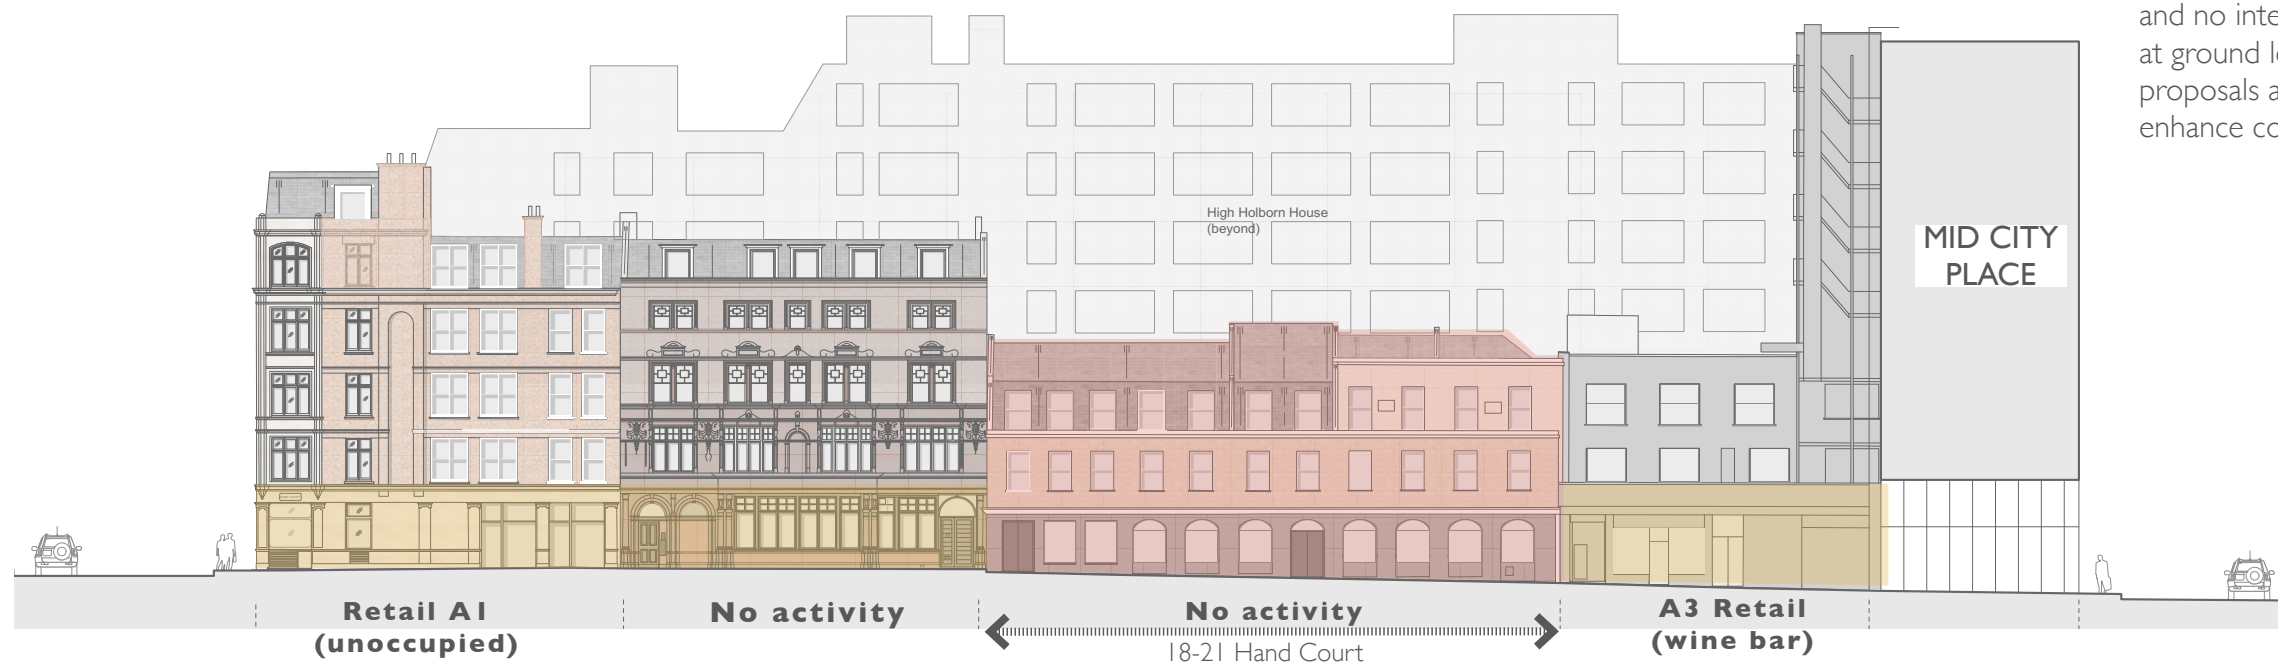 and no inte
at ground l
proposals a
enhance co
High Holborn House
(beyond)
MID CITY
PLACE
Retail A1
(unoccupied)
No activity
No activity
18-21 Hand Court
A3 Retail
(wine bar)